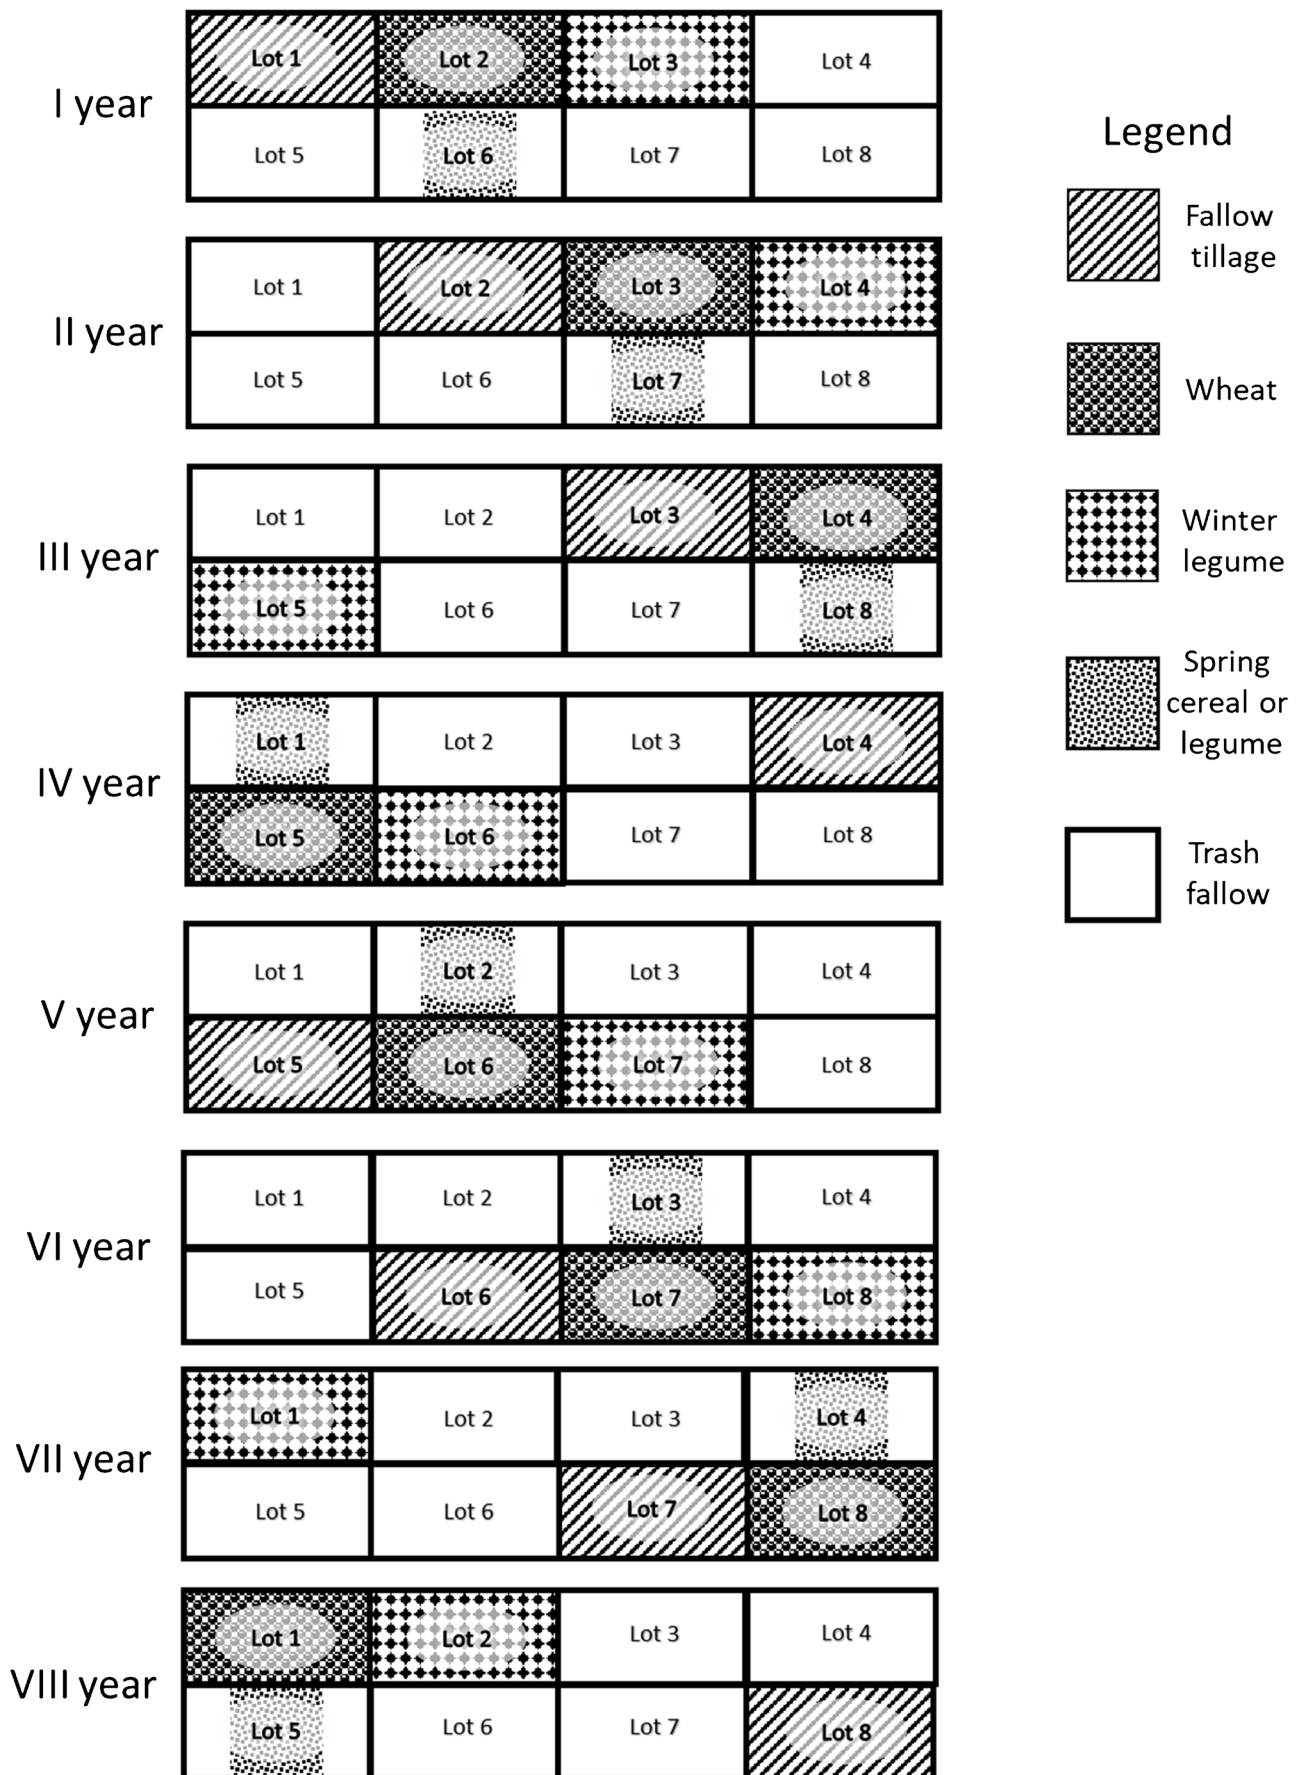 I year
Lot 1
Lot 2
Lot 3
Lot 4
Lot 5
Lot 6
Lot 7
Lot 8
II year
Lot 1
Lot 2
Lot 3
Lot 4
Lot 5
Lot 6
Lot 7
Lot 8
III year
Lot 1
Lot 2
Lot 3
Lot 4
Lot 5
Lot 6
Lot 7
Lot 8
IV year
Lot 1
Lot 2
Lot 3
Lot 4
Lot 5
Lot 6
Lot 7
Lot 8
V year
Lot 1
Lot 2
Lot 3
Lot 4
Lot 5
Lot 6
Lot 7
Lot 8
VI year
Lot 1
Lot 2
Lot 3
Lot 4
Lot 5
Lot 6
Lot 7
Lot 8
VII year
Lot 1
Lot 2
Lot 3
Lot 4
Lot 5
Lot 6
Lot 7
Lot 8
VIII year
Lot 1
Lot 2
Lot 3
Lot 4
Lot 5
Lot 6
Lot 7
Lot 8
Legend
Fallow
tillage
Wheat
Winter
legume
Spring
cereal or
legume
Trash
fallow